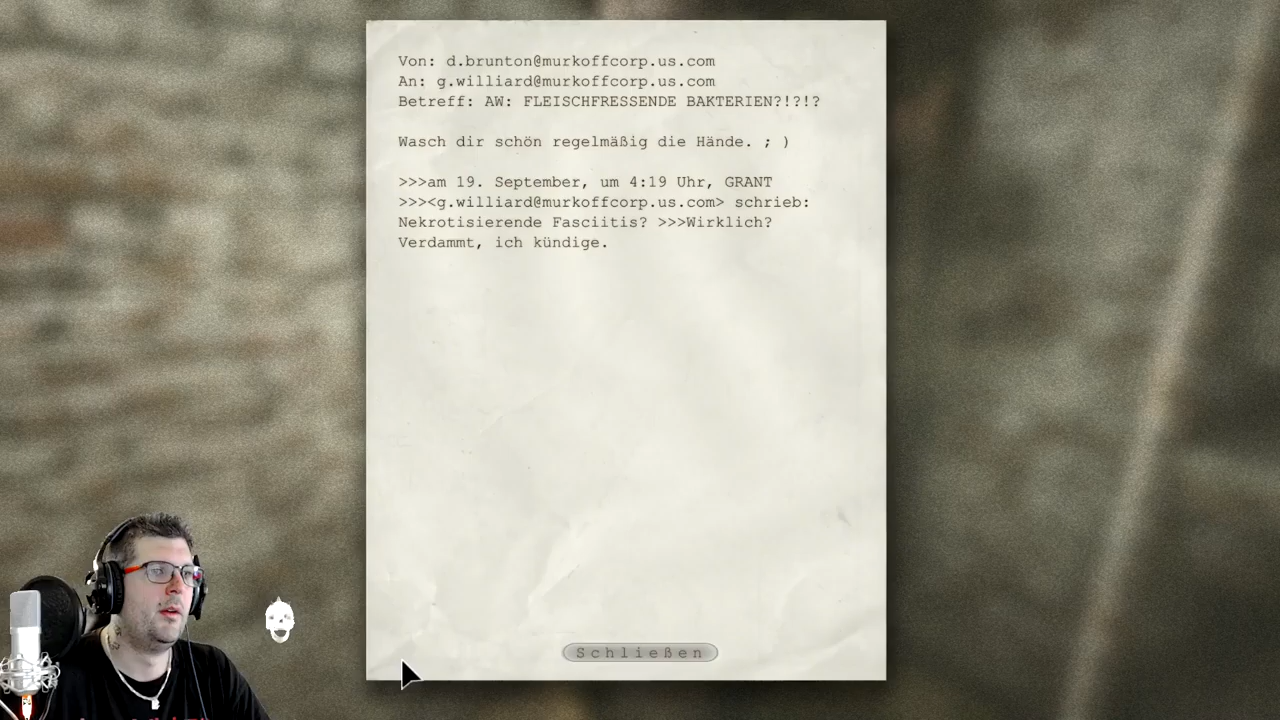 Von: d.brunton@murkoffcorp.us.com
An: g.williard@murkoffcorp.us.com
Betreff: AW: FLEISCHFRESSENDE BAKTERIEN?!?!?
Wasch dir schön regelmäßig die Hände. ; )
>>>am 19. September, um 4:19 Uhr, GRANT
>>><g.williard@murkoffcorp.us.com> schrieb:
Nekrotisierende Fasciitis? >>>Wirklich?
Verdammt, ich kündige.
Schließen